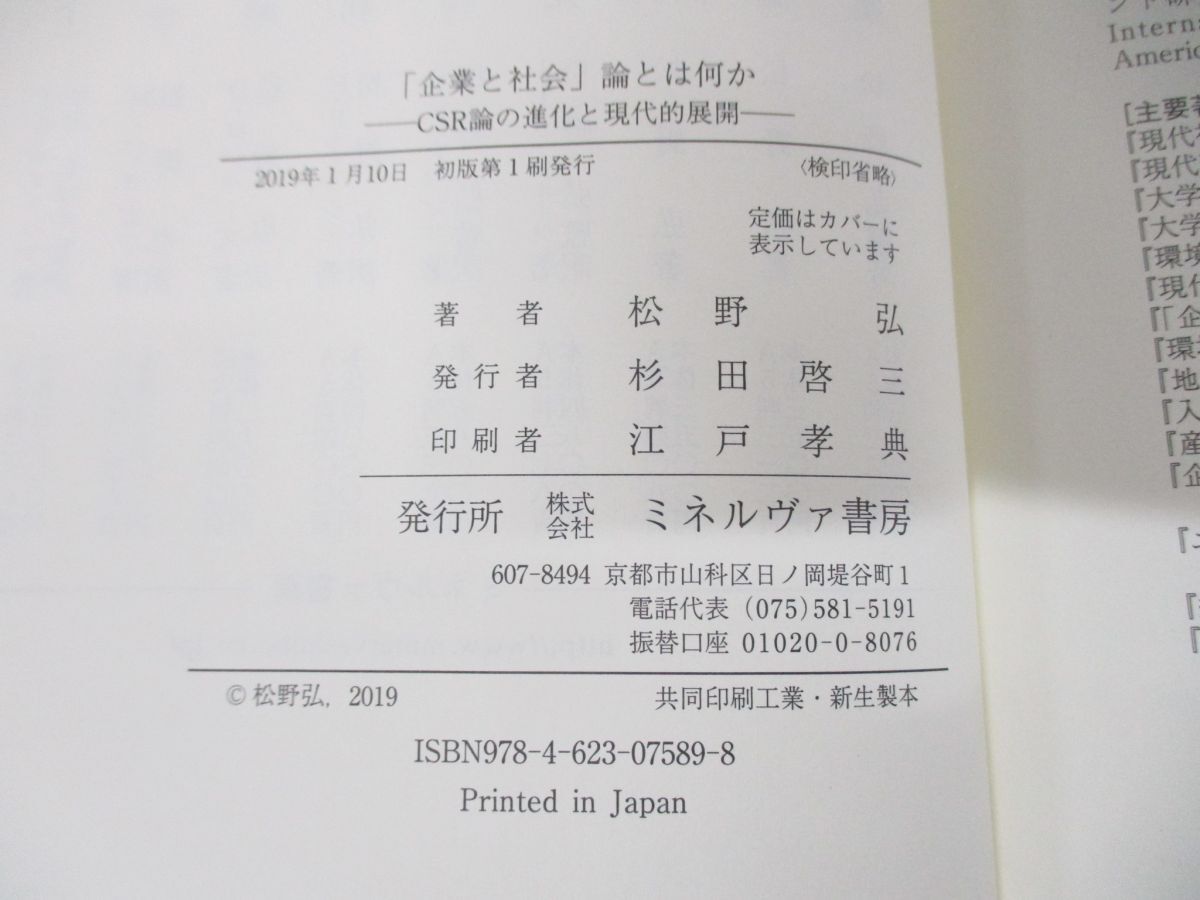 「企業と社会」論とは何か
――CSR論の進化と現代的展開――
2019年1月10日　初版第1刷発行　〈検印省略〉
定価はカバーに
表示しています
著者　松野弘
発行者　杉田啓三
印刷者　江戸孝典
発行所　株式会社　ミネルヴァ書房
607-8494 京都市山科区日ノ岡堤谷町1
電話代表 (075)581-5191
振替口座 01020-0-8076
© 松野弘, 2019　共同印刷工業・新生製本
ISBN978-4-623-07589-8
Printed in Japan
[主要著
『現代
『現代
『大学
『大学
『環境
『現代
『「企
『環境
『地
『入
『産
『企